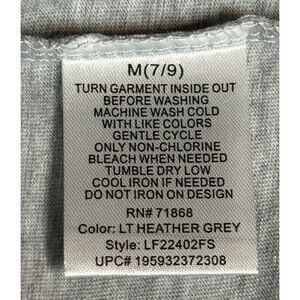 M(7/9)
TURN GARMENT INSIDE OUT
BEFORE WASHING
MACHINE WASH COLD
WITH LIKE COLORS
GENTLE CYCLE
ONLY NON-CHLORINE
BLEACH WHEN NEEDED
TUMBLE DRY LOW
COOL IRON IF NEEDED
DO NOT IRON ON DESIGN
RN# 71868
Color: LT HEATHER GREY
Style: LF22402FS
UPC# 195932372308